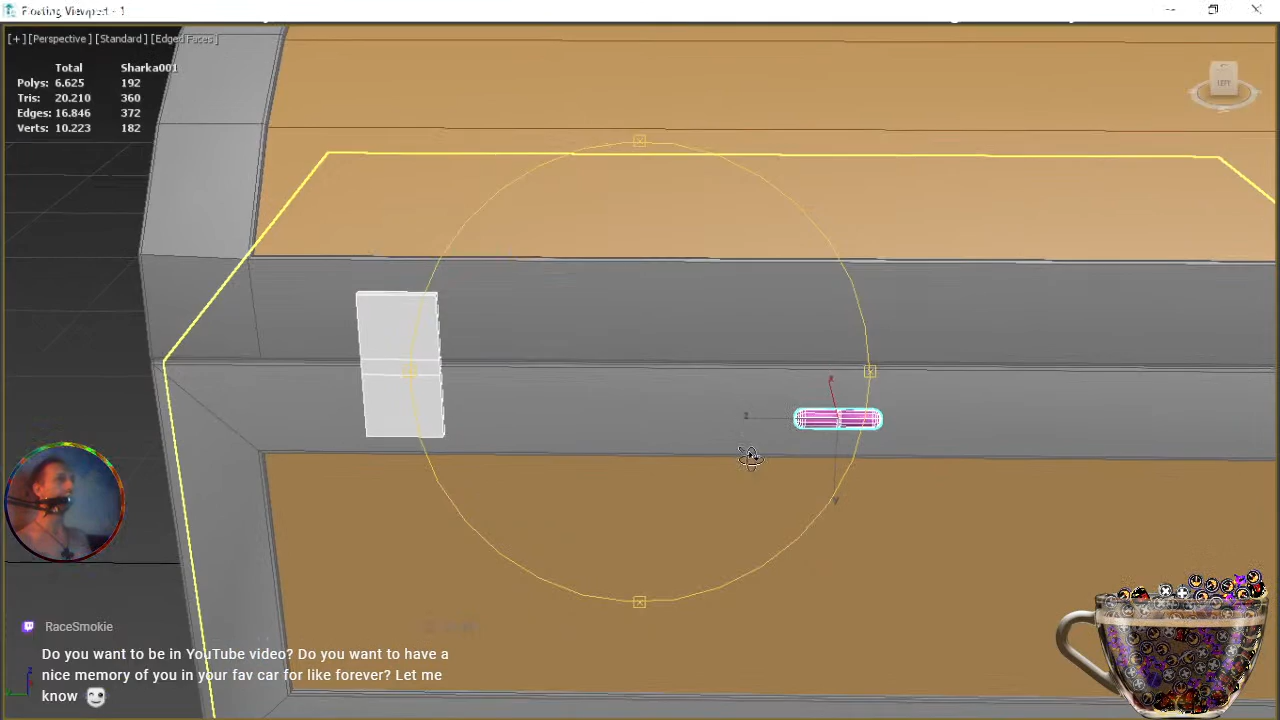 Floating Viewport - 1
[+] [Perspective] [Standard] [Edged Faces]
Total Sharka001
Polys: 6.625 192
Tris: 20.210 360
Edges: 16.846 372
Verts: 10.223 182
LEFT
RaceSmokie
Do you want to be in YouTube video? Do you want to have a
nice memory of you in your fav car for like forever? Let me
know